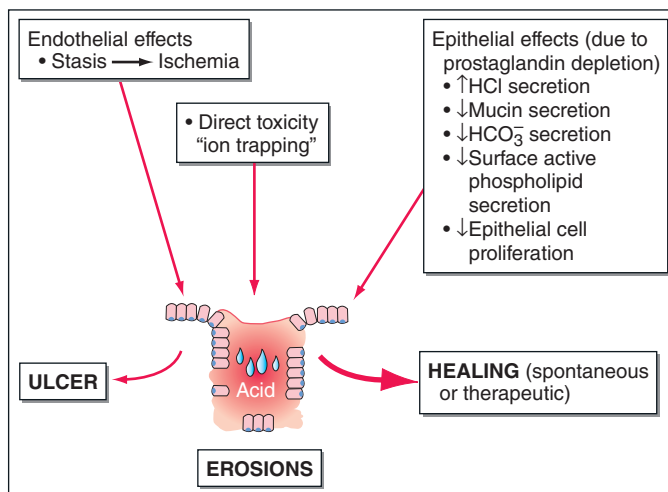 Endothelial effects
• Stasis → Ischemia
• Direct toxicity
“ion trapping”
Epithelial effects (due to
prostaglandin depletion)
• ↑HCl secretion
• ↓Mucin secretion
• ↓HCO₃⁻ secretion
• ↓Surface active
phospholipid
secretion
• ↓Epithelial cell
proliferation
Acid
ULCER
HEALING (spontaneous
or therapeutic)
EROSIONS